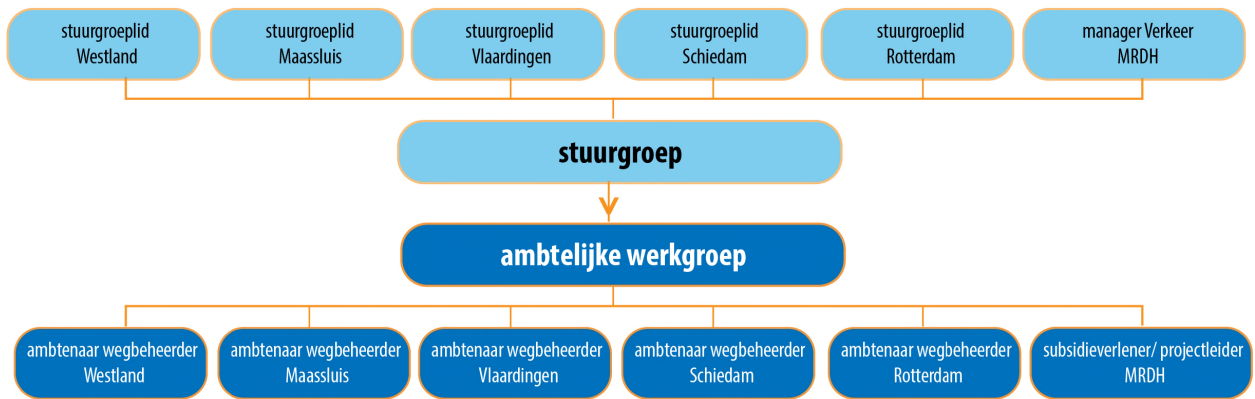 stuurgroeplid
Westland
stuurgroeplid
Maassluis
stuurgroeplid
Vlaardingen
stuurgroeplid
Schiedam
stuurgroeplid
Rotterdam
manager Verkeer
MRDH
stuurgroep
ambtelijke werkgroep
ambtenaar wegbeheerder
Westland
ambtenaar wegbeheerder
Maassluis
ambtenaar wegbeheerder
Vlaardingen
ambtenaar wegbeheerder
Schiedam
ambtenaar wegbeheerder
Rotterdam
subsidieverlener/ projectleider
MRDH